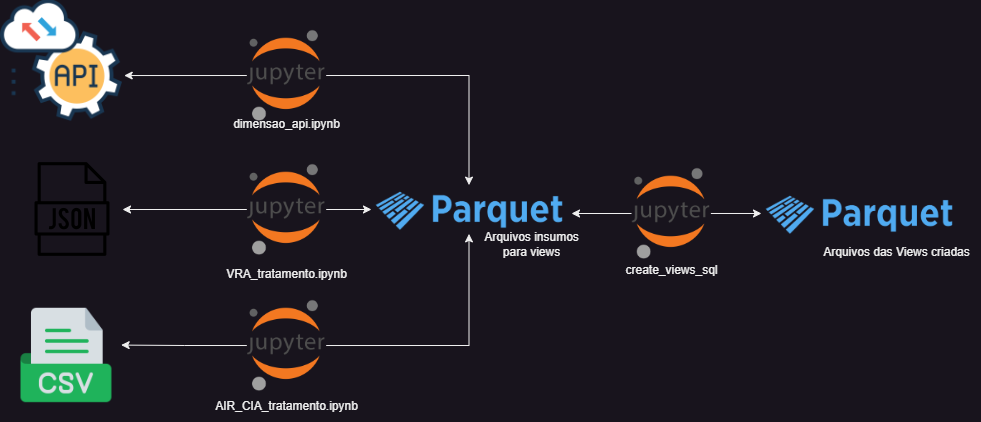 API
jupyter
dimensao_api.ipynb
JSON
jupyter
VRA_tratamento.ipynb
Parquet
Arquivos insumos
para views
jupyter
create_views_sql
Parquet
Arquivos das Views criadas
CSV
jupyter
AIR_CIA_tratamento.ipynb